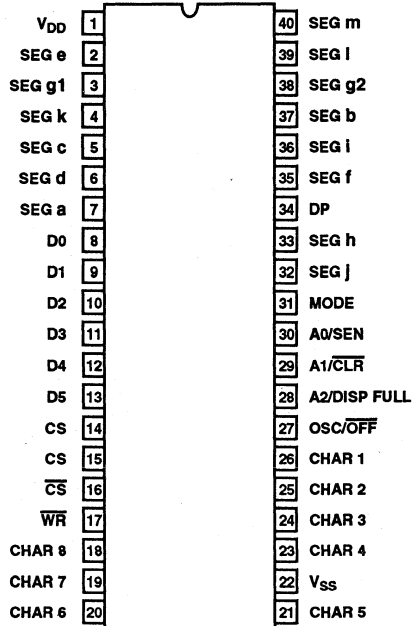 VDD 1 40 SEG m
SEG e 2 39 SEG l
SEG g1 3 38 SEG g2
SEG k 4 37 SEG b
SEG c 5 36 SEG i
SEG d 6 35 SEG f
SEG a 7 34 DP
D0 8 33 SEG h
D1 9 32 SEG j
D2 10 31 MODE
D3 11 30 A0/SEN
D4 12 29 A1/C̅L̅R̅
D5 13 28 A2/DISP FULL
CS 14 27 OSC/O̅F̅F̅
CS 15 26 CHAR 1
C̅S̅ 16 25 CHAR 2
W̅R̅ 17 24 CHAR 3
CHAR 8 18 23 CHAR 4
CHAR 7 19 22 VSS
CHAR 6 20 21 CHAR 5